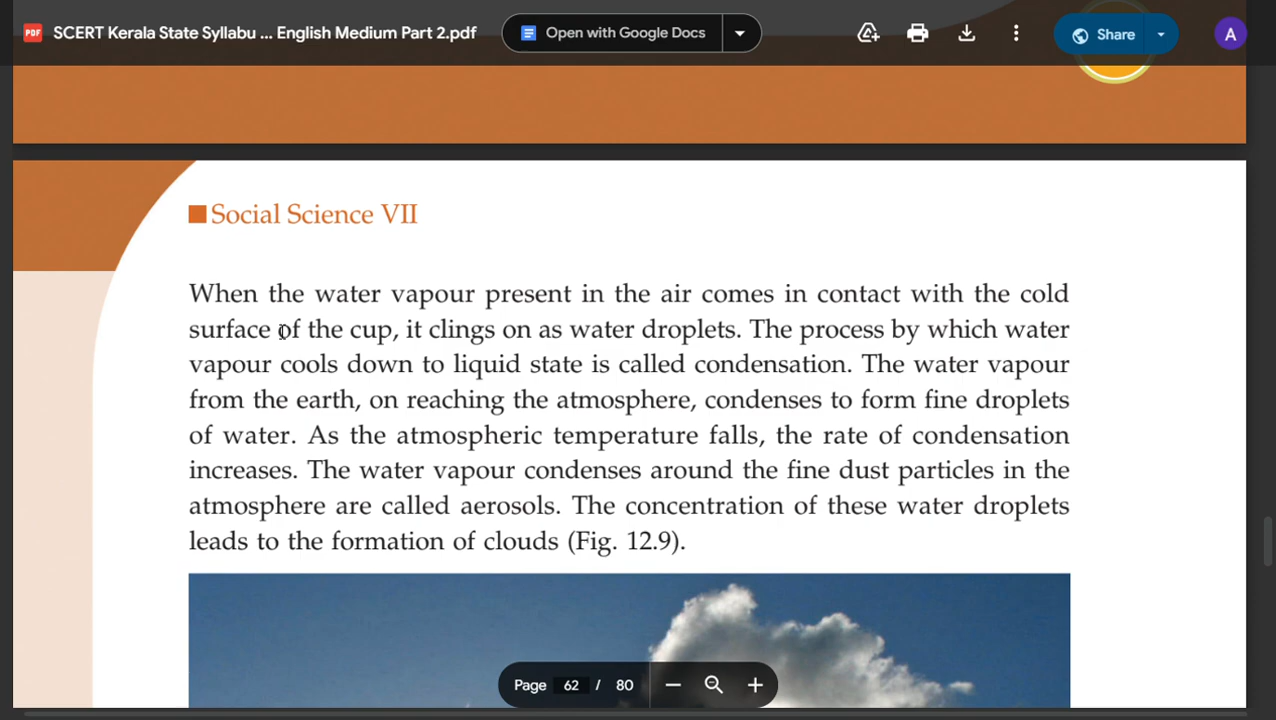 SCERT Kerala State Syllabu ... English Medium Part 2.pdf
Open with Google Docs
Share
A
Social Science VII
When the water vapour present in the air comes in contact with the cold
surface of the cup, it clings on as water droplets. The process by which water
vapour cools down to liquid state is called condensation. The water vapour
from the earth, on reaching the atmosphere, condenses to form fine droplets
of water. As the atmospheric temperature falls, the rate of condensation
increases. The water vapour condenses around the fine dust particles in the
atmosphere are called aerosols. The concentration of these water droplets
leads to the formation of clouds (Fig. 12.9).
Page 62 / 80